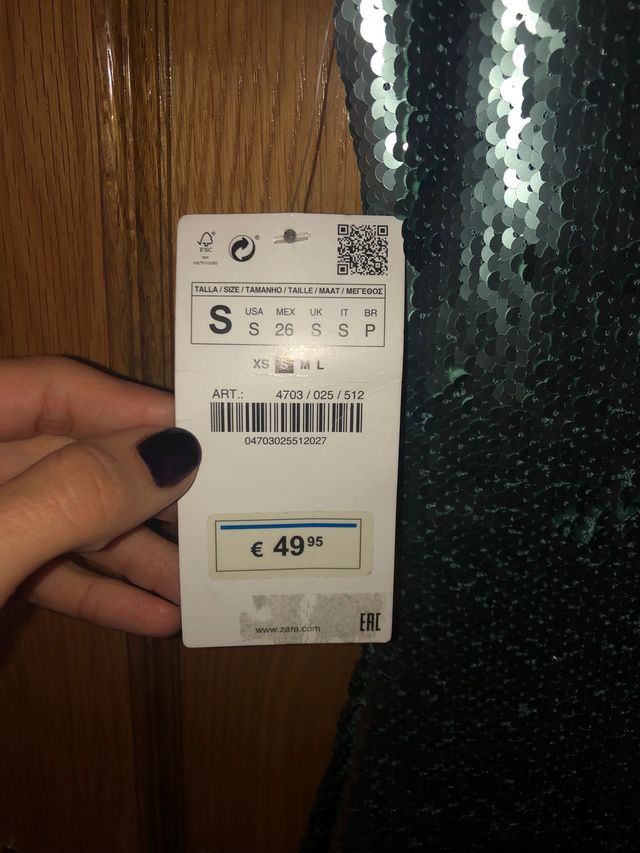 FSC
TALLA / SIZE / TAMANHO / TAILLE / MAAT / ΜΕΓΕΘΟΣ
S USA MEX UK IT BR
S 26 S S P
XS S M L
ART.: 4703 / 025 / 512
04703025512027
€ 49 95
www.zara.com EAC